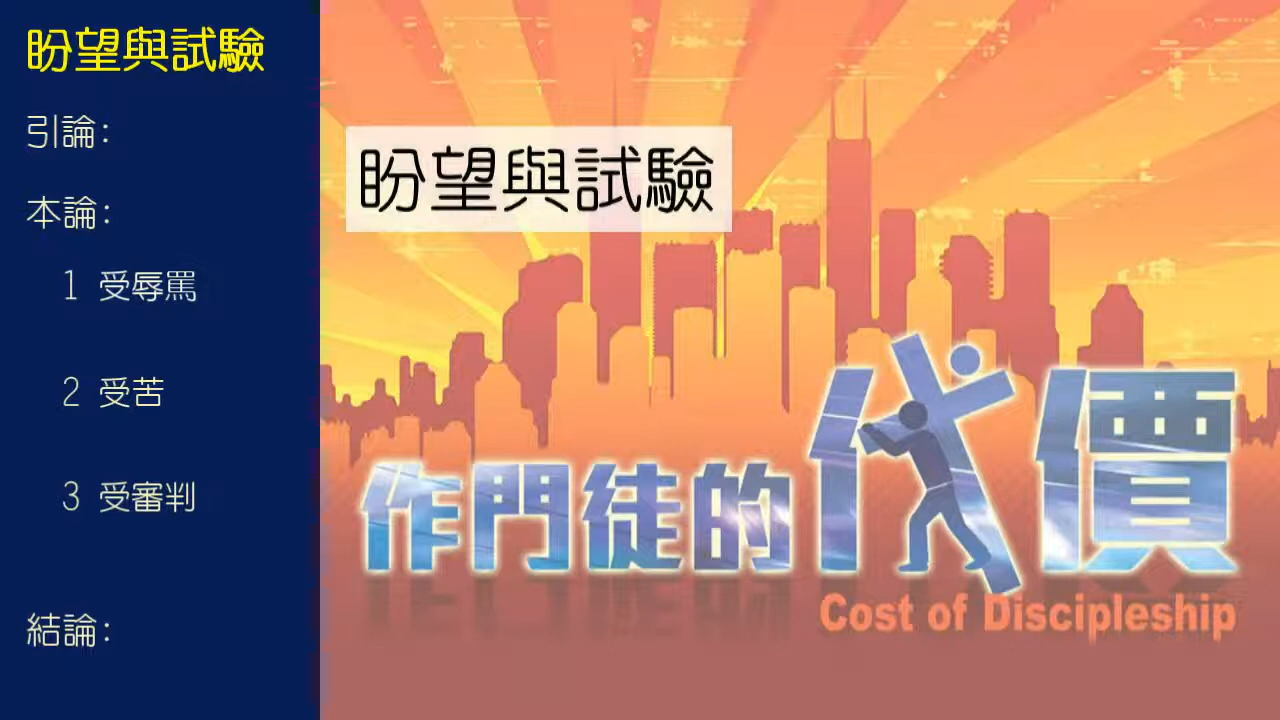 盼望與試驗
引論:
本論:
1 受辱罵
2 受苦
3 受審判
結論:
盼望與試驗
作門徒的代價
Cost of Discipleship